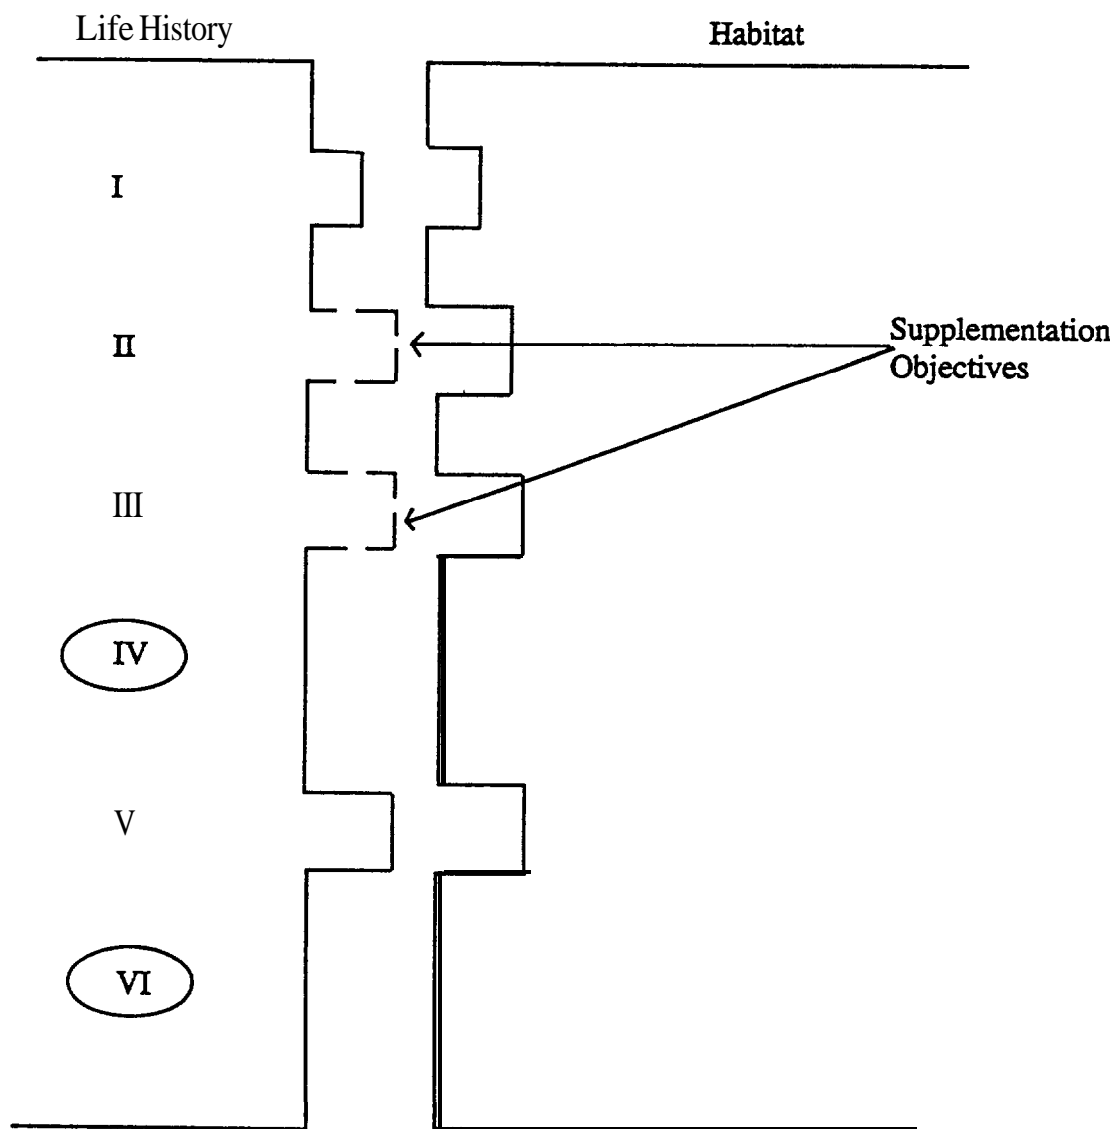 Life History
Habitat
I
II
Supplementation
Objectives
III
IV
V
VI